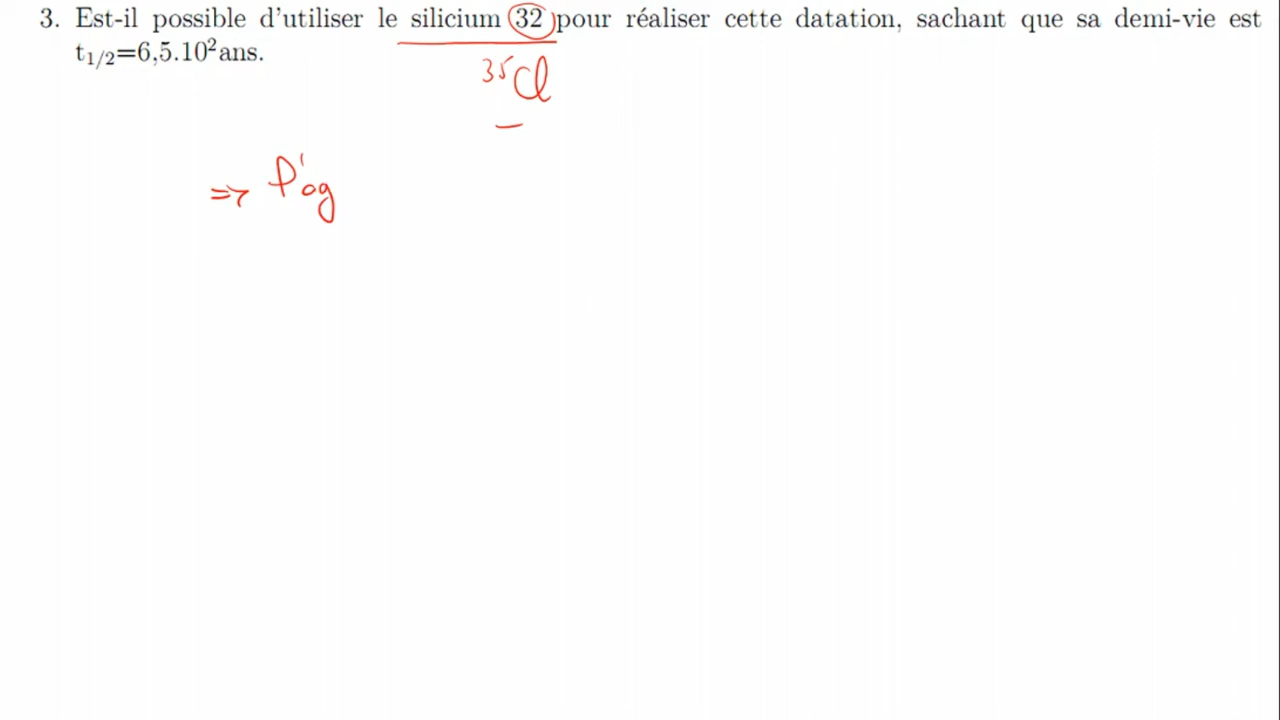 3. Est-il possible d'utiliser le silicium 32 pour réaliser cette datation, sachant que sa demi-vie est
t1/2=6,5.10²ans.
³⁵Cl
⇒ l'âg